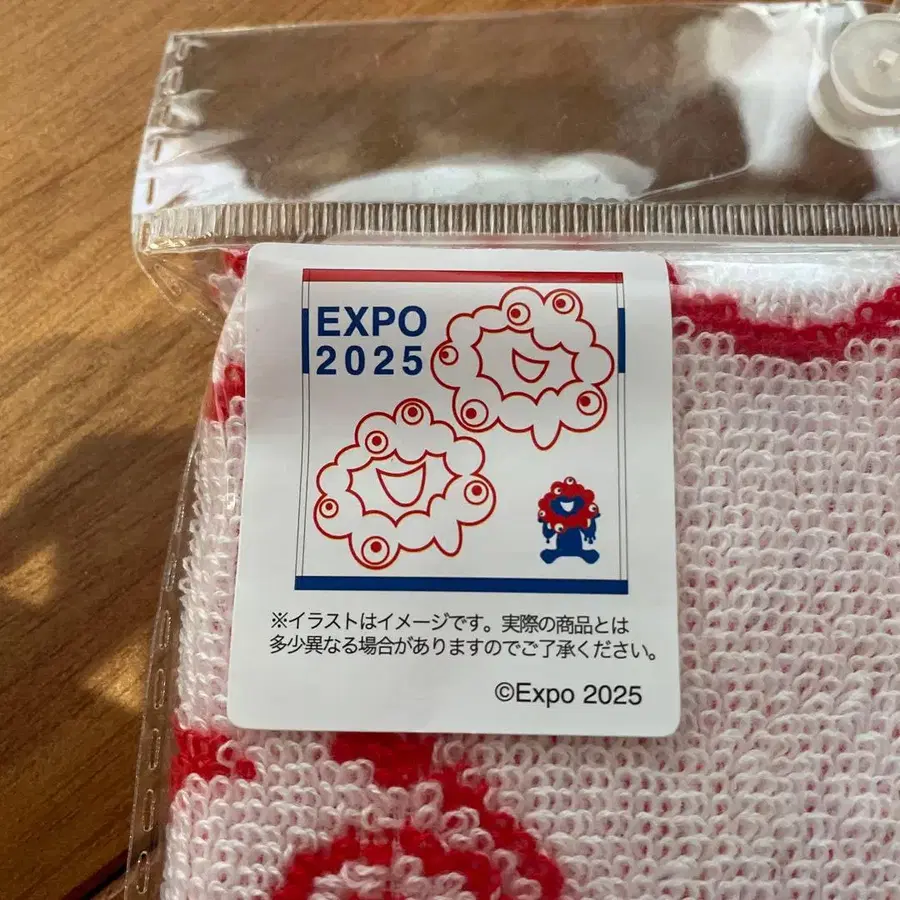 EXPO
2025
※イラストはイメージです。実際の商品とは
多少異なる場合がありますのでご了承ください。
©Expo 2025